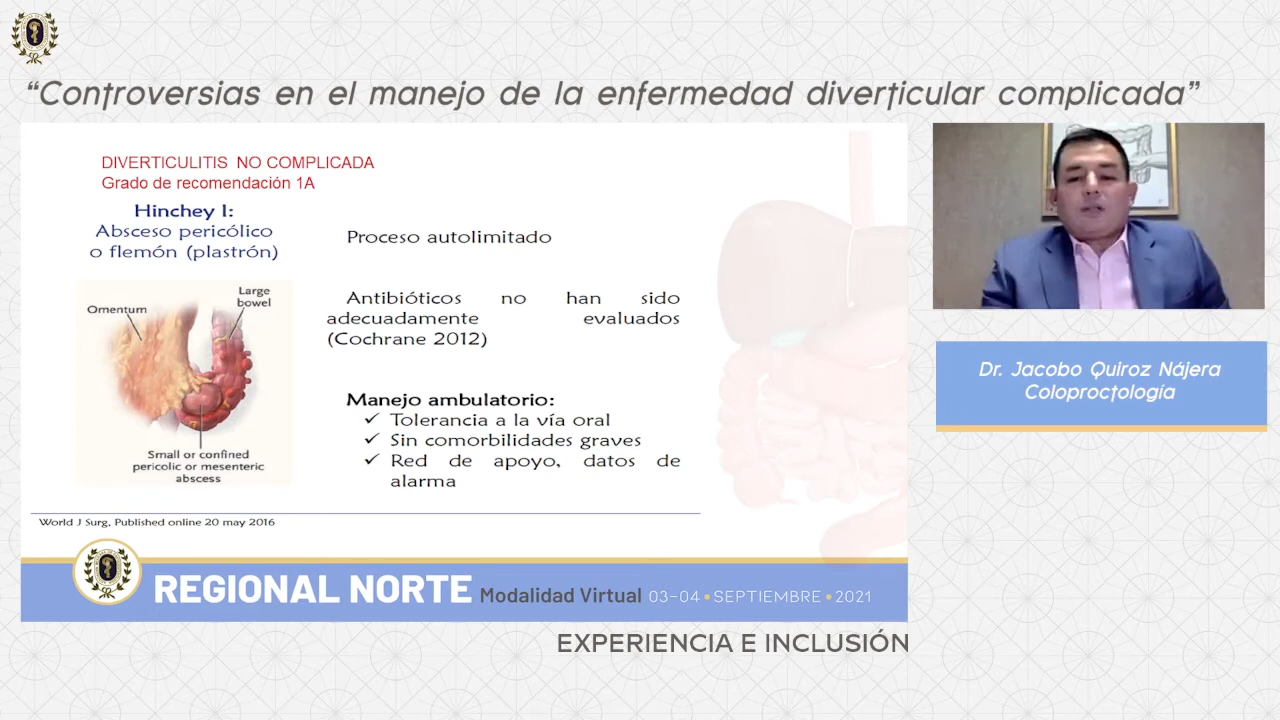 “Controversias en el manejo de la enfermedad diverticular complicada”
DIVERTICULITIS NO COMPLICADA
Grado de recomendación 1A
Hinchey I:
Absceso pericólico
o flemón (plastrón)
Omentum
Large
bowel
Small or confined
pericolic or mesenteric
abscess
Proceso autolimitado
Antibióticos no han sido
adecuadamente evaluados
(Cochrane 2012)
Manejo ambulatorio:
✓ Tolerancia a la vía oral
✓ Sin comorbilidades graves
✓ Red de apoyo, datos de
alarma
World J Surg, Published online 20 may 2016
REGIONAL NORTE Modalidad Virtual 03-04•SEPTIEMBRE•2021
EXPERIENCIA E INCLUSIÓN
Dr. Jacobo Quiroz Nájera
Coloproctología